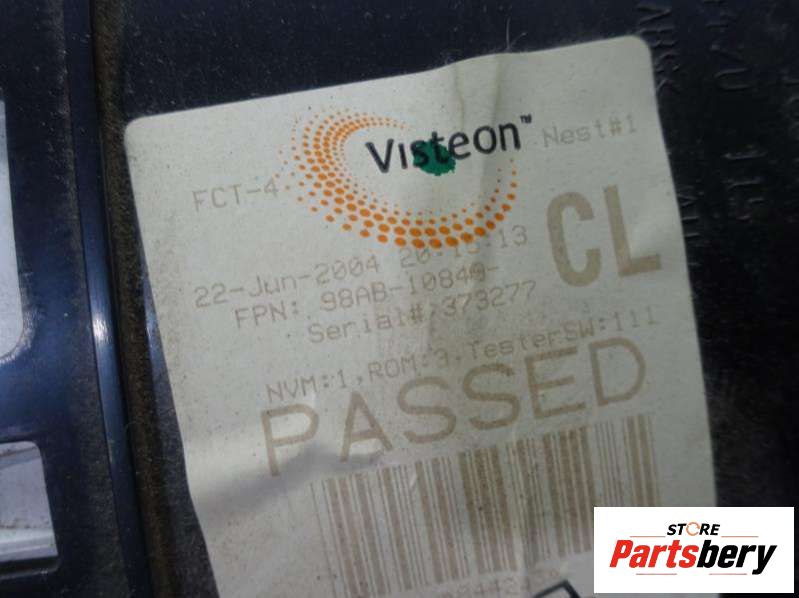 Visteon™ Nest#1
FCT-4
CL
22-Jun-2004 20:15:13
FPN: 98AB-10849-
Serial#7373277
NVM:1,ROM:3,TesterSW:111
PASSED
STORE
Partsbery